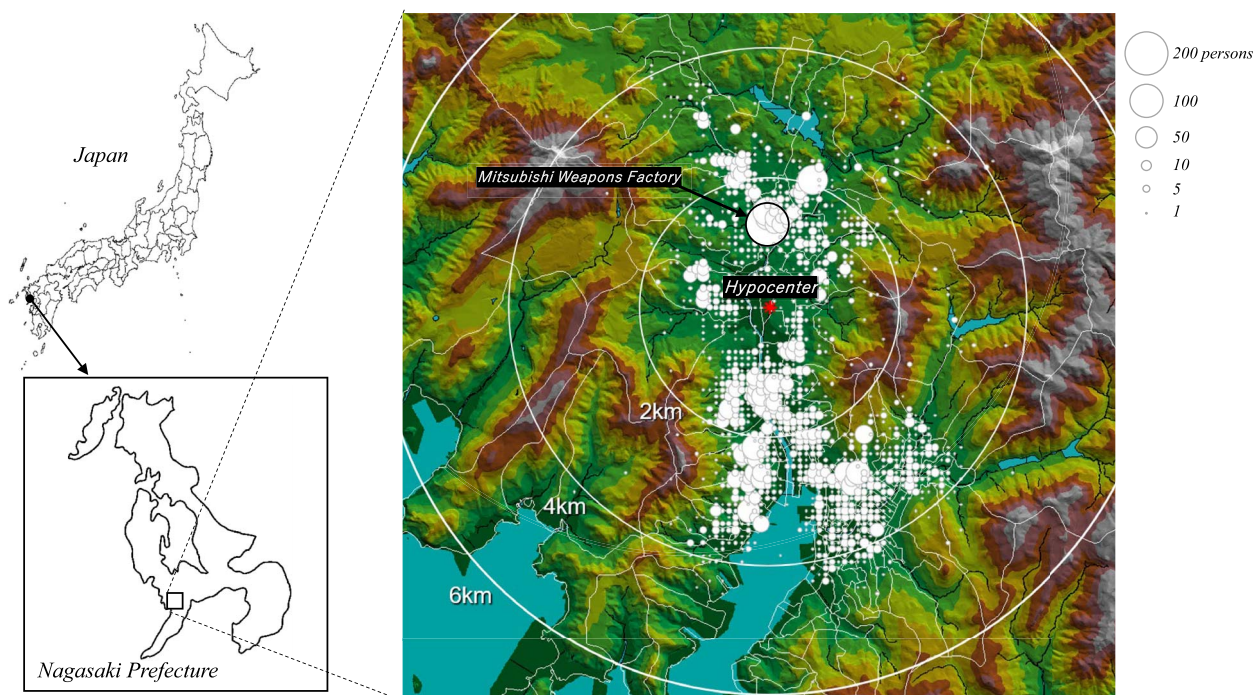 Japan
Nagasaki Prefecture
Mitsubishi Weapons Factory
Hypocenter
2km
4km
6km
200 persons
100
50
10
5
1